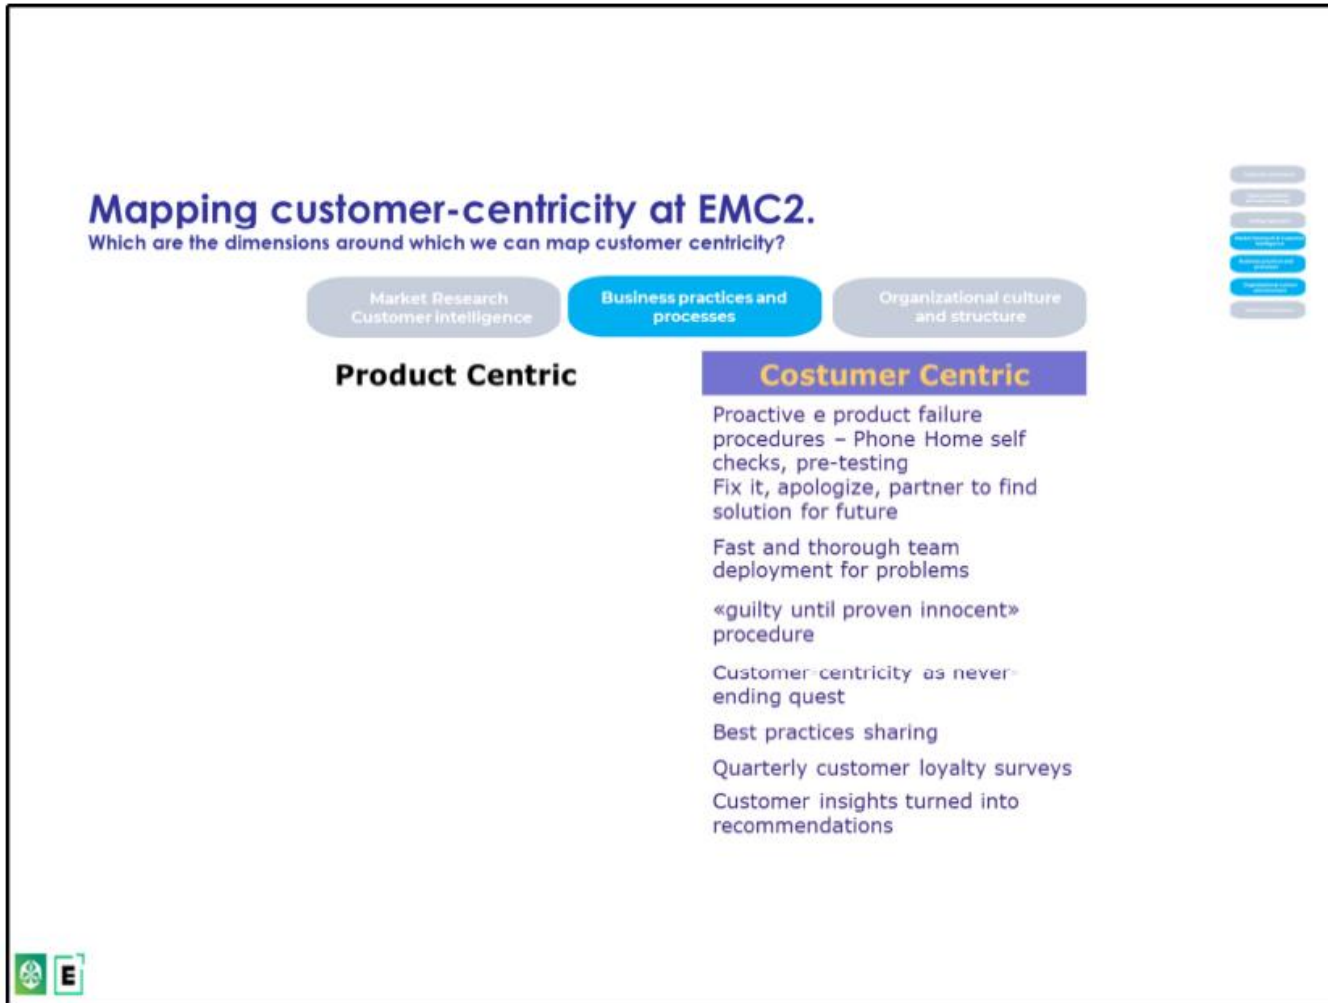 Mapping customer-centricity at EMC2.
Which are the dimensions around which we can map customer centricity?
Market Research
Customer intelligence
Business practices and
processes
Organizational culture
and structure
Product Centric
Costumer Centric
Proactive e product failure
procedures – Phone Home self
checks, pre-testing
Fix it, apologize, partner to find
solution for future
Fast and thorough team
deployment for problems
«guilty until proven innocent»
procedure
Customer-centricity as never-
ending quest
Best practices sharing
Quarterly customer loyalty surveys
Customer insights turned into
recommendations
E